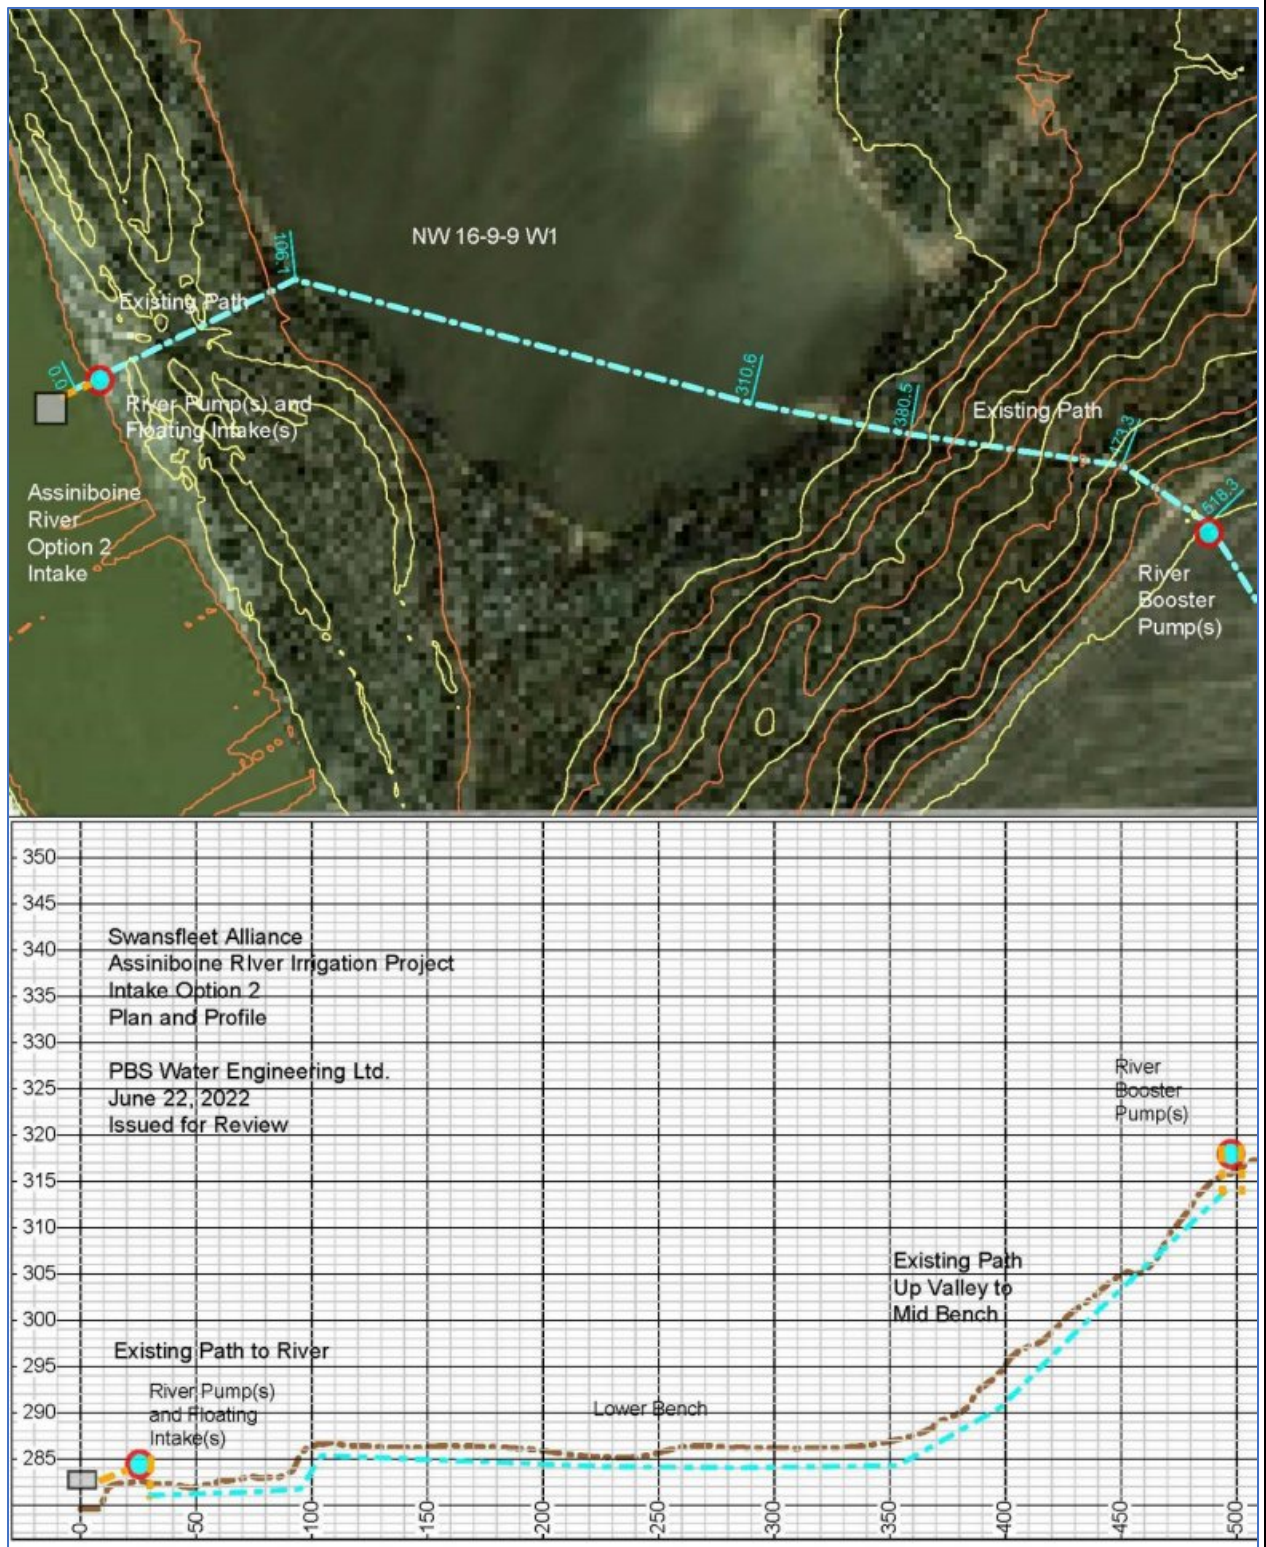 NW 16-9-9 W1
106.1
Existing Path
0.0
River Pump(s) and
Floating Intake(s)
310.6
380.5
Existing Path
473.3
518.3
Assiniboine
River
Option 2
Intake
River
Booster
Pump(s)
350
345
340
335
330
325
320
315
310
305
300
295
290
285
Swansfleet Alliance
Assiniboine RIver Irrigation Project
Intake Option 2
Plan and Profile
PBS Water Engineering Ltd.
June 22, 2022
Issued for Review
River
Booster
Pump(s)
Existing Path
Up Valley to
Mid Bench
Existing Path to River
River Pump(s)
and Floating
Intake(s)
Lower Bench
0
50
100
150
200
250
300
350
400
450
500